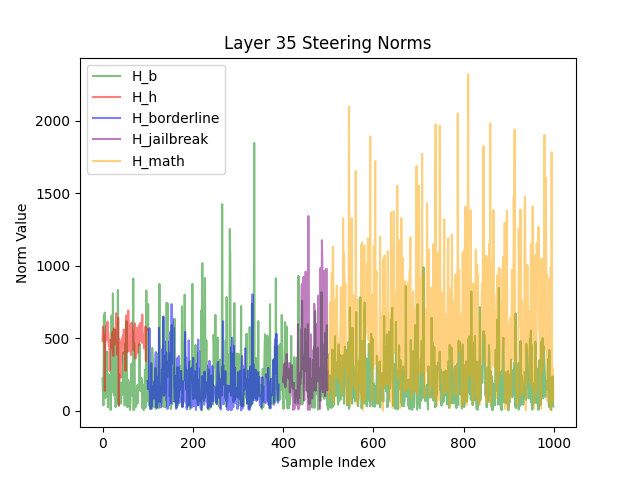 Layer 35 Steering Norms
H_b
H_h
H_borderline
H_jailbreak
H_math
Norm Value
2000
1500
1000
500
0
0 200 400 600 800 1000
Sample Index